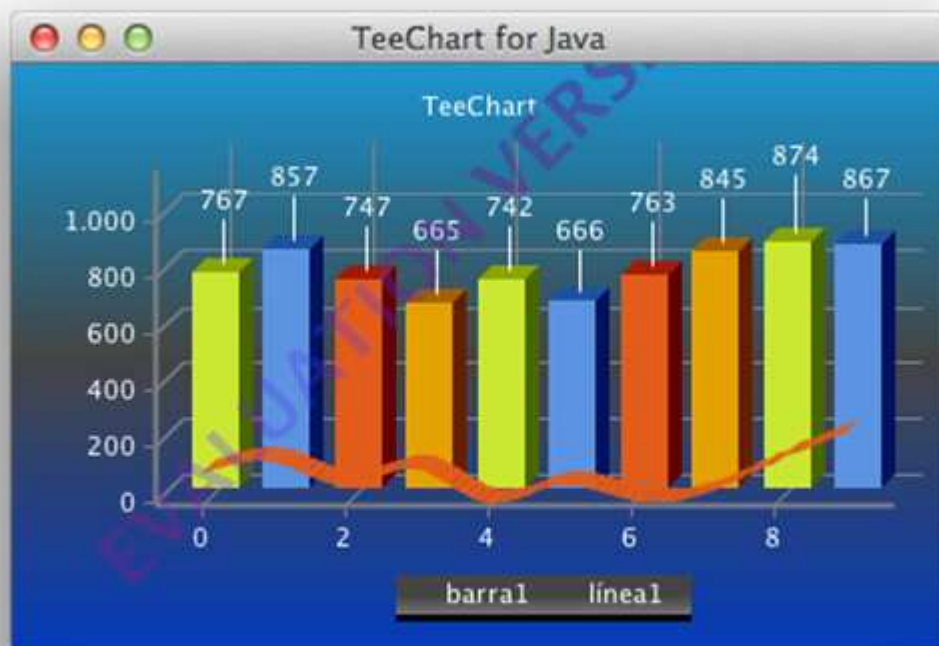 TeeChart for Java
TeeChart
EVALUATION VERSI
767 857 747 665 742 666 763 845 874 867
1.000
800
600
400
200
0
0 2 4 6 8
barra1 línea1